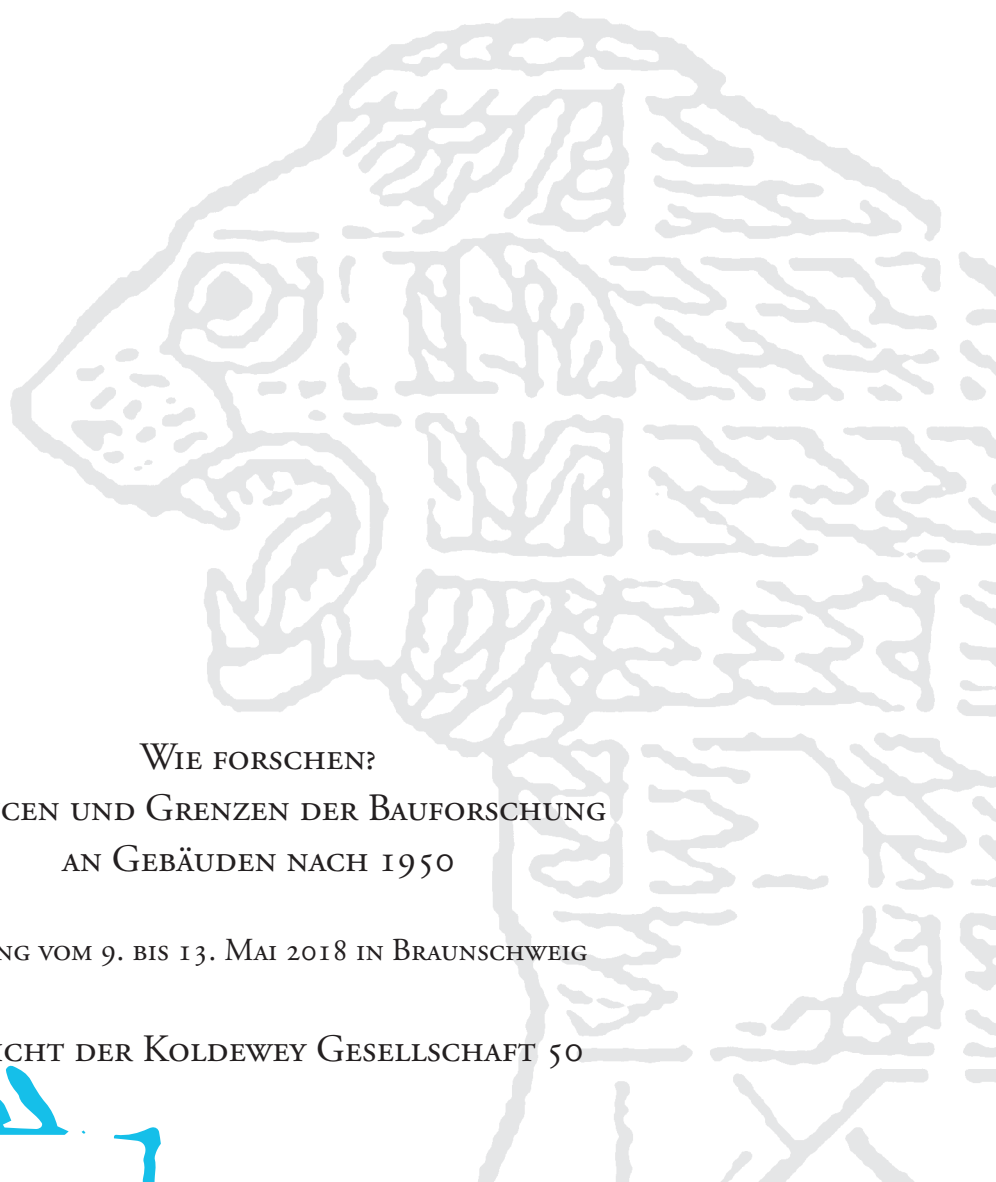 Wie forschen?
cen und Grenzen der Bauforschung
an Gebäuden nach 1950
ng vom 9. bis 13. Mai 2018 in Braunschweig
icht der Koldewey Gesellschaft 50